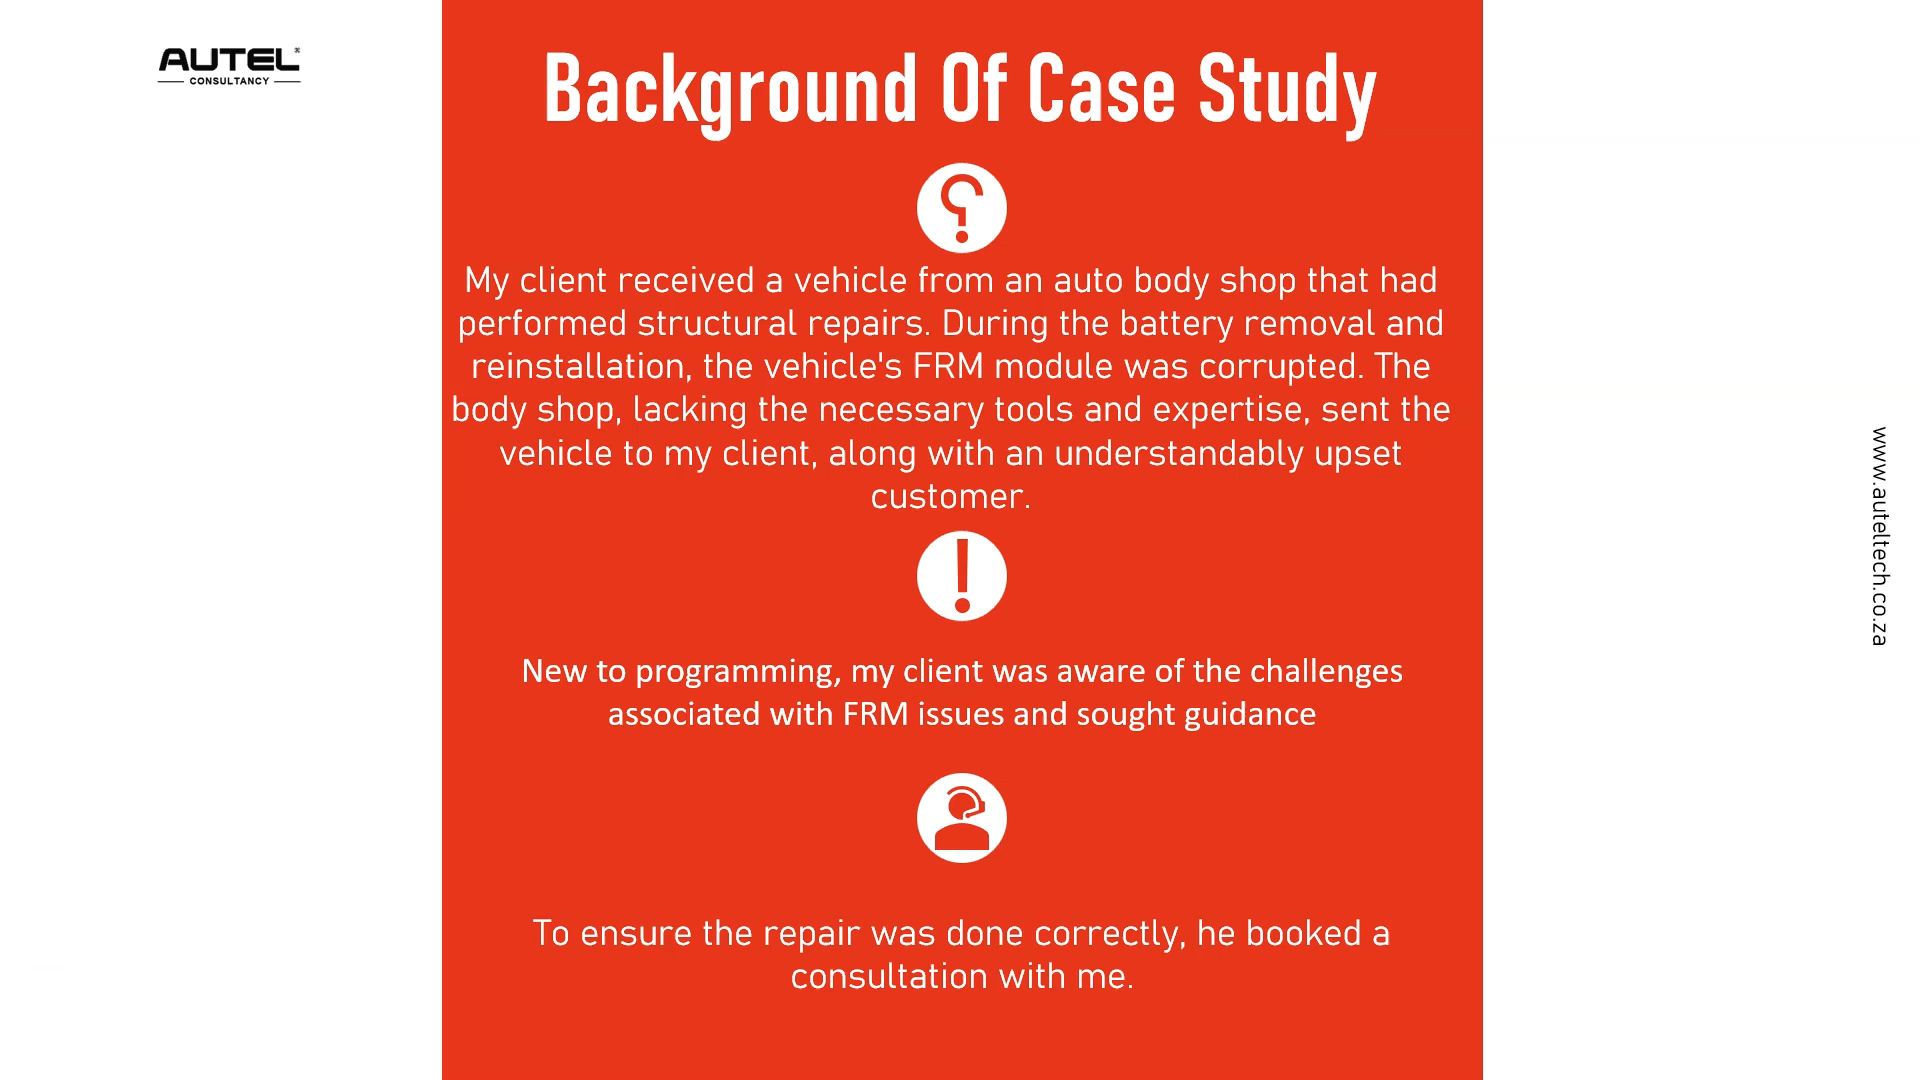 AUTEL®
CONSULTANCY
Background Of Case Study
My client received a vehicle from an auto body shop that had
performed structural repairs. During the battery removal and
reinstallation, the vehicle's FRM module was corrupted. The
body shop, lacking the necessary tools and expertise, sent the
vehicle to my client, along with an understandably upset
customer.
New to programming, my client was aware of the challenges
associated with FRM issues and sought guidance
To ensure the repair was done correctly, he booked a
consultation with me.
www.auteltech.co.za